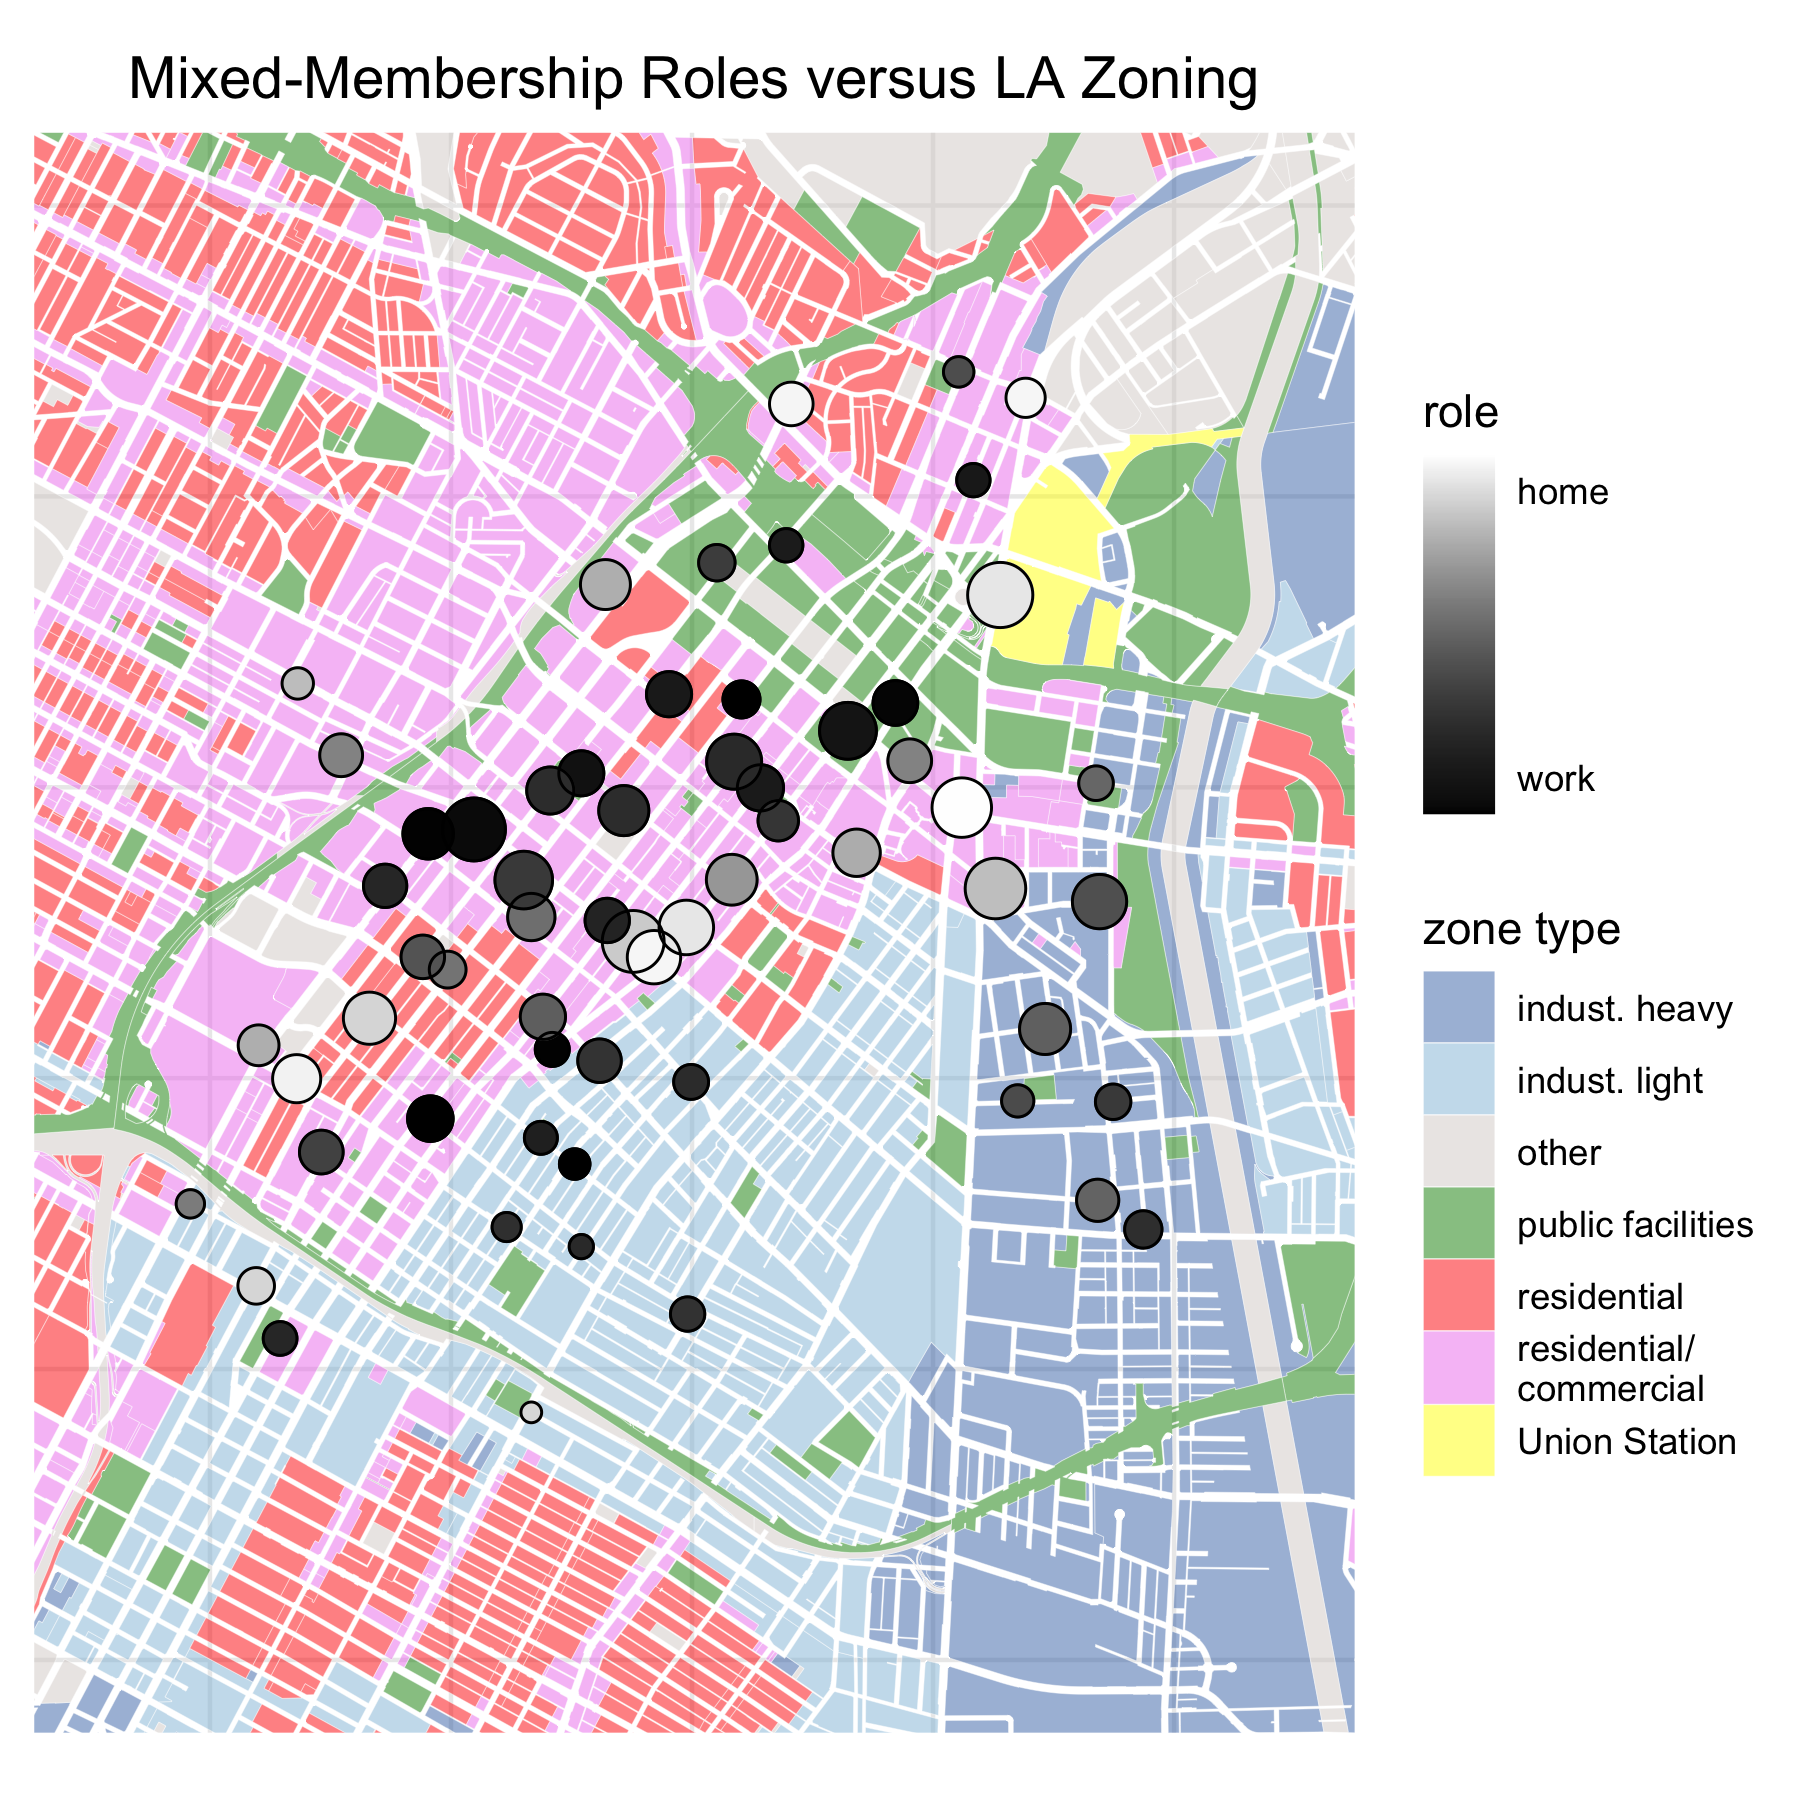 Mixed-Membership Roles versus LA Zoning
role
home
work
zone type
indust. heavy
indust. light
other
public facilities
residential
residential/
commercial
Union Station